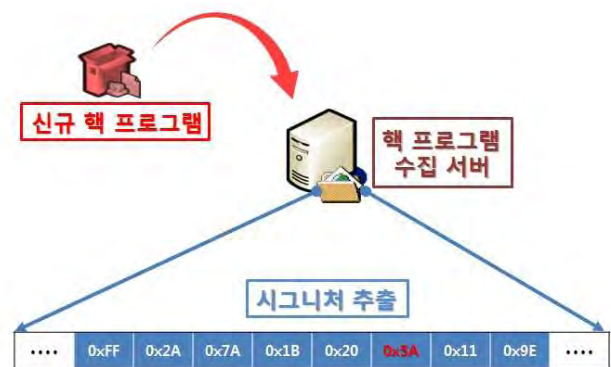 신규 핵 프로그램
핵 프로그램
수집 서버
시그니처 추출
.... 0xFF 0x2A 0x7A 0x1B 0x20 0x3A 0x11 0x9E ....